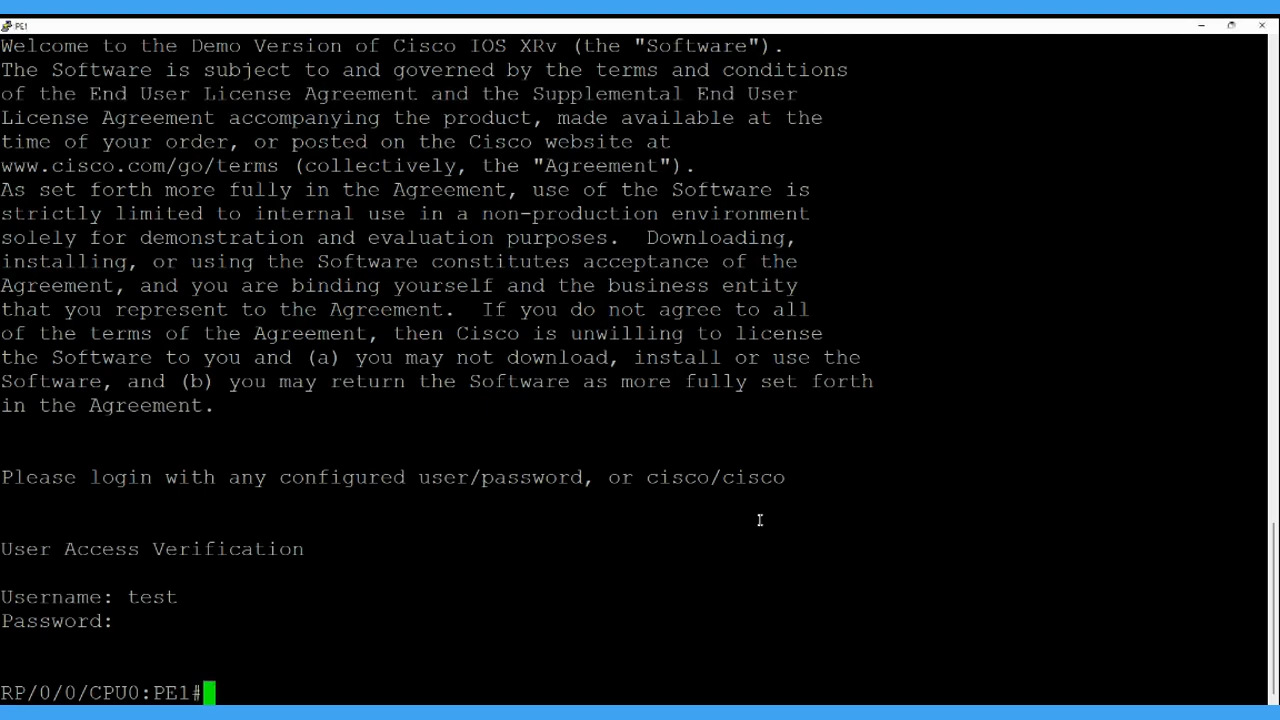 PE1
Welcome to the Demo Version of Cisco IOS XRv (the "Software").
The Software is subject to and governed by the terms and conditions
of the End User License Agreement and the Supplemental End User
License Agreement accompanying the product, made available at the
time of your order, or posted on the Cisco website at
www.cisco.com/go/terms (collectively, the "Agreement").
As set forth more fully in the Agreement, use of the Software is
strictly limited to internal use in a non-production environment
solely for demonstration and evaluation purposes.  Downloading,
installing, or using the Software constitutes acceptance of the
Agreement, and you are binding yourself and the business entity
that you represent to the Agreement.  If you do not agree to all
of the terms of the Agreement, then Cisco is unwilling to license
the Software to you and (a) you may not download, install or use the
Software, and (b) you may return the Software as more fully set forth
in the Agreement.
Please login with any configured user/password, or cisco/cisco
User Access Verification
Username: test
Password:
RP/0/0/CPU0:PE1#